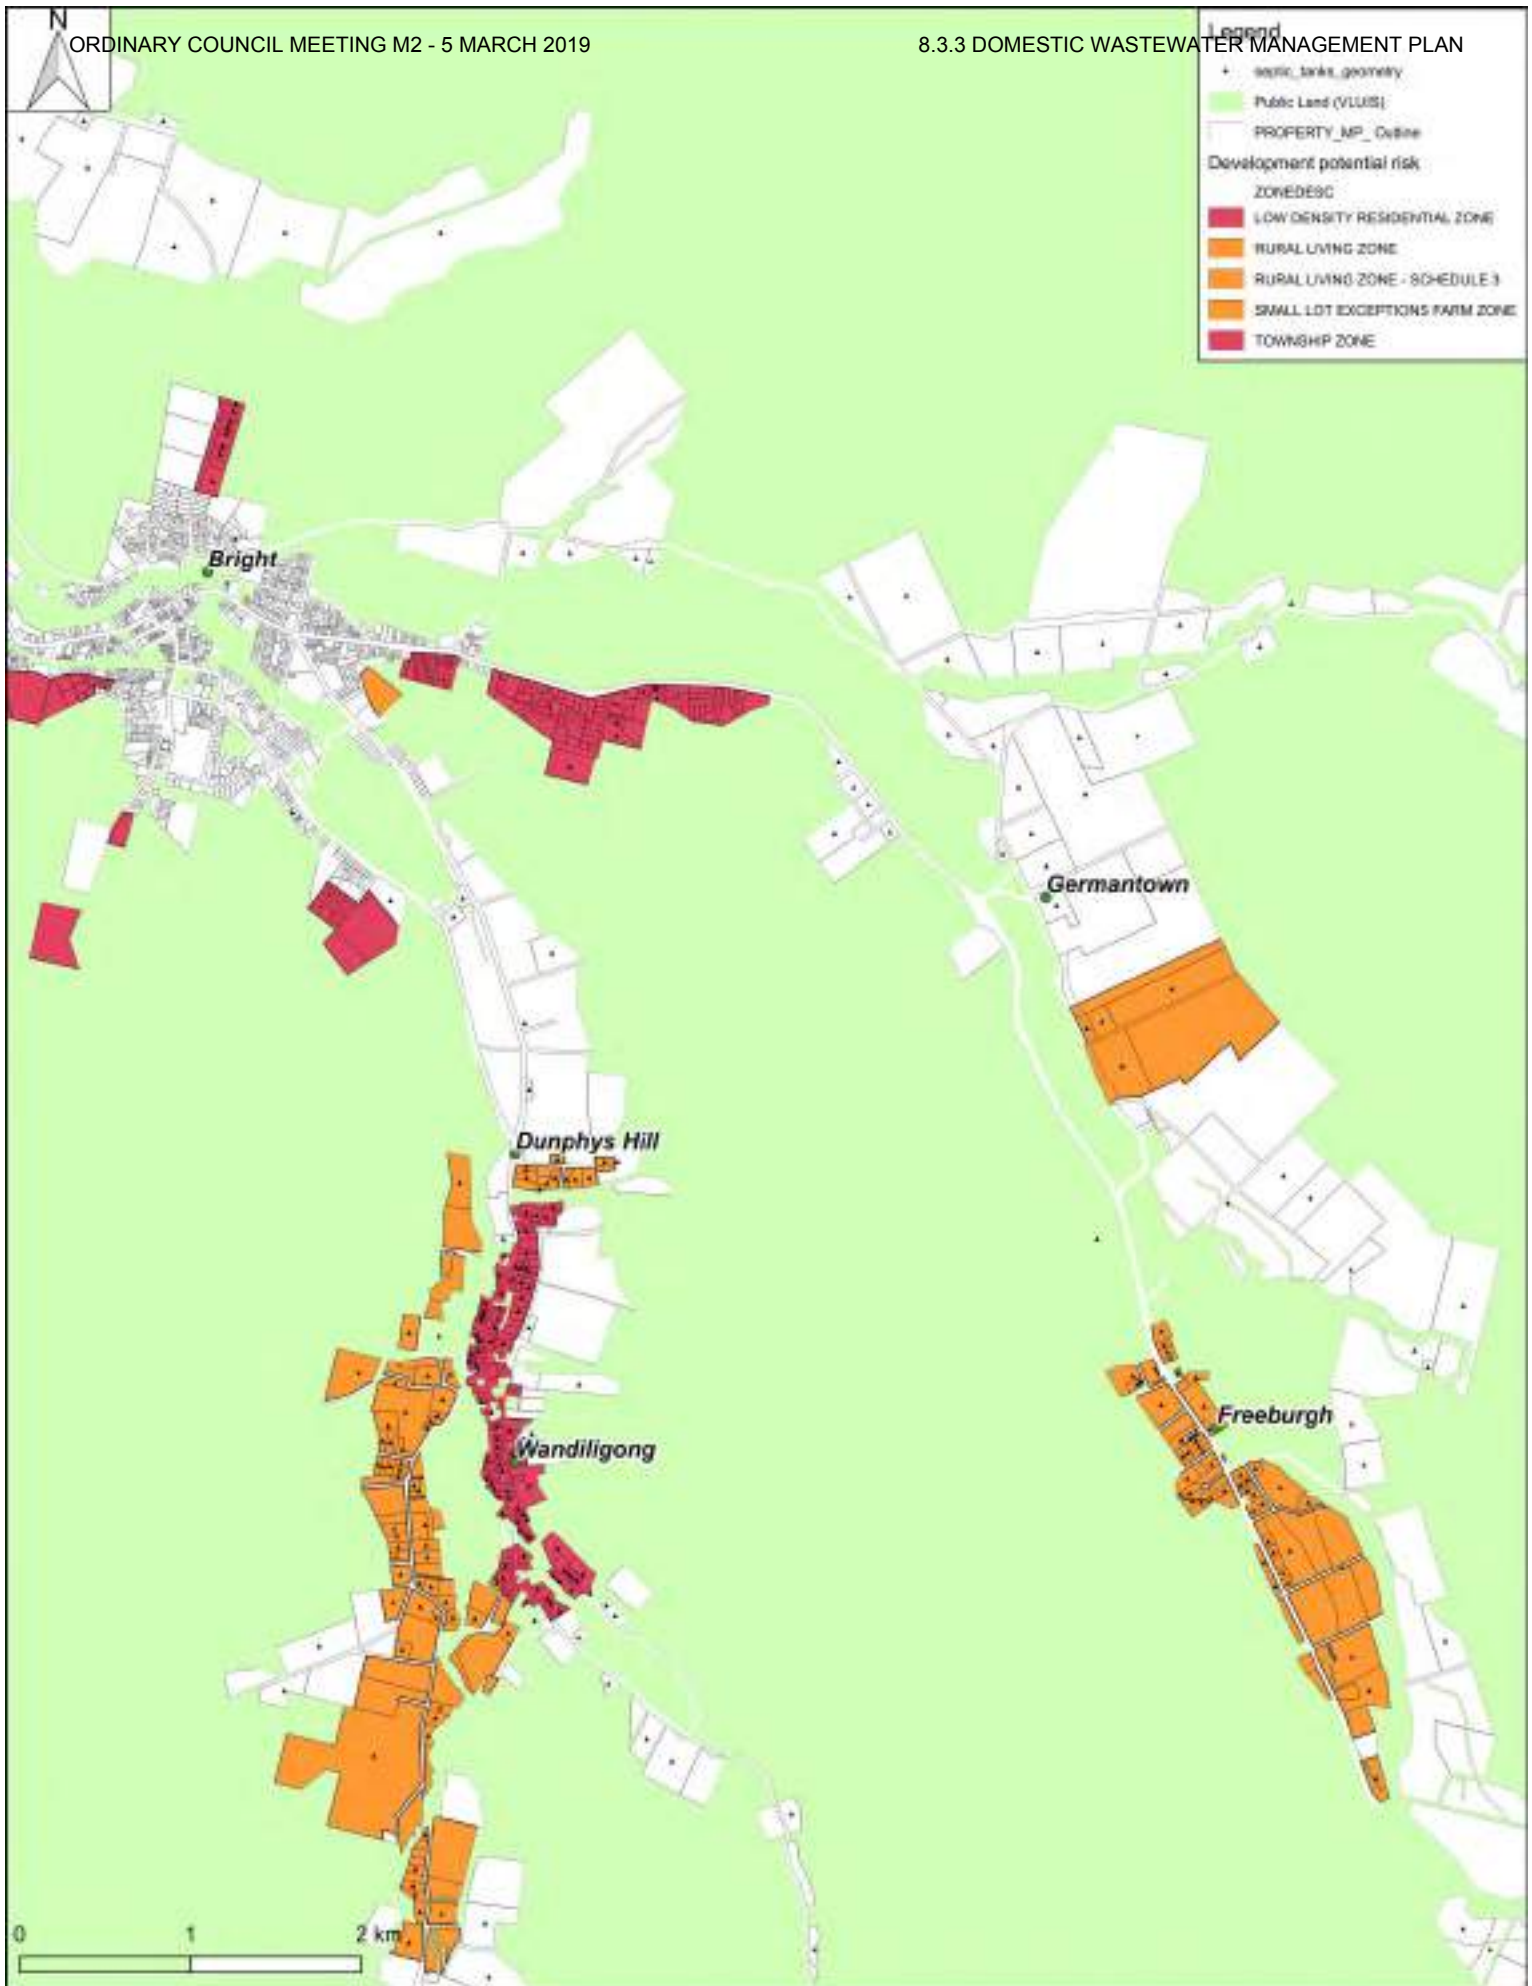 N
ORDINARY COUNCIL MEETING M2 - 5 MARCH 2019
8.3.3 DOMESTIC WASTEWATER MANAGEMENT PLAN
Legend
septic_tanks_geometry
Public Land (VLUIS)
PROPERTY_MP_ Outline
Development potential risk
ZONEDESC
LOW DENSITY RESIDENTIAL ZONE
RURAL LIVING ZONE
RURAL LIVING ZONE - SCHEDULE 3
SMALL LOT EXCEPTIONS FARM ZONE
TOWNSHIP ZONE
Bright
Germantown
Dunphys Hill
Freeburgh
Wandiligong
0 1 2 km